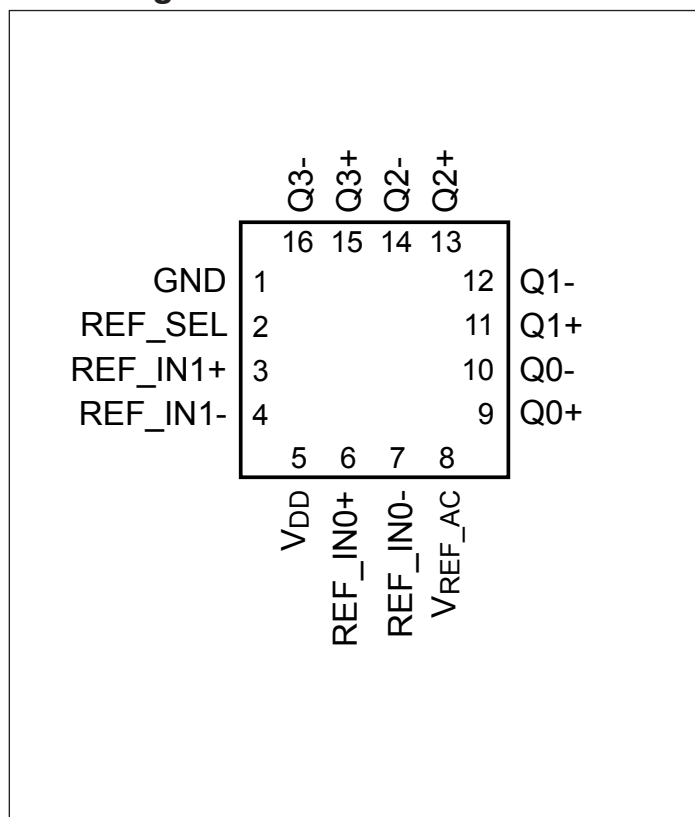 Q3-
Q3+
Q2-
Q2+
16 15 14 13
GND 1 12 Q1-
REF_SEL 2 11 Q1+
REF_IN1+ 3 10 Q0-
REF_IN1- 4 9 Q0+
5 6 7 8
VDD
REF_IN0+
REF_IN0-
VREF_AC